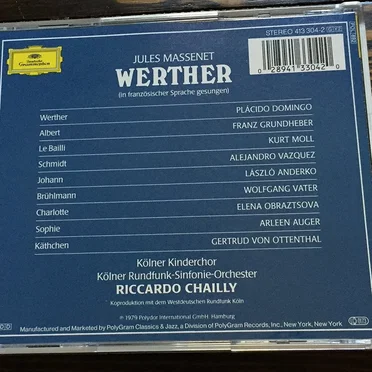 Deutsche
Grammophon
JULES MASSENET
STEREO 413 304-2
WERTHER
(in französischer Sprache gesungen)
0 28941 33042 0
Werther PLÁCIDO DOMINGO
Albert FRANZ GRUNDHEBER
Le Bailli KURT MOLL
Schmidt ALEJANDRO VAZQUEZ
Johann LÁSZLÓ ANDERKO
Brühlmann WOLFGANG VATER
Charlotte ELENA OBRAZTSOVA
Sophie ARLEEN AUGER
Käthchen GERTRUD VON OTTENTHAL
Kölner Kinderchor
Kölner Rundfunk-Sinfonie-Orchester
RICCARDO CHAILLY
Koproduktion mit dem Westdeutschen Rundfunk Köln
℗ 1979 Polydor International GmbH, Hamburg
Manufactured and Marketed by PolyGram Classics & Jazz, a Division of PolyGram Records, Inc., New York, New York